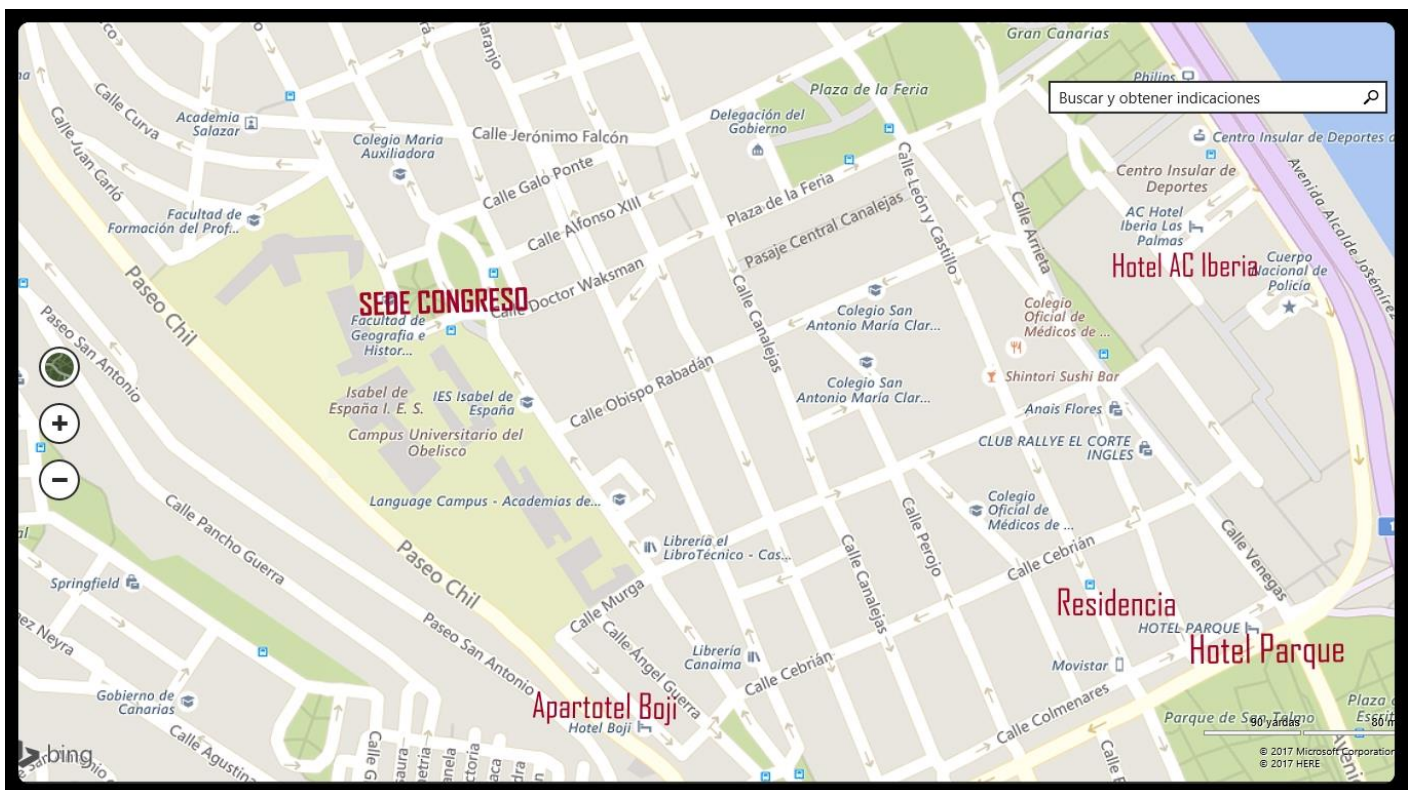 Gran Canarias
Naranjo
Philips
Plaza de la Feria
Buscar y obtener indicaciones
Calle Curva
Academia
Salazar
Delegación del
Gobierno
Calle Jerónimo Falcón
Colegio Maria
Auxiliadora
Centro Insular de Deportes
Calle Juan Carló
Calle Galo Ponte
Centro Insular de
Deportes
Avenida Alcalde José
Calle León y Castillo
Calle Arrieta
Facultad de
Formación del Prof...
Calle Alfonso XIII
Plaza de la Feria
Pasaje Central Canalejas
AC Hotel
Iberia Las
Palmas
Hotel AC Iberia
Cuerpo
Nacional de
Policía
Paseo Chil
Calle Doctor Waksman
SEDE CONGRESO
Facultad de
Geografia e
Histor...
Calle Canalejas
Colegio San
Antonio María Clar...
Colegio
Oficial de
Médicos de ...
Paseo San Antonio
Calle Obispo Rabadán
Colegio San
Antonio María Clar...
Shintori Sushi Bar
Isabel de
España I. E. S.
IES Isabel de
España
Anais Flores
Campus Universitario del
Obelisco
CLUB RALLYE EL CORTE
INGLES
Language Campus - Academias de...
Calle Pancho Guerra
Colegio
Oficial de
Médicos de ...
Calle Perojo
Librería el
LibroTécnico - Cas...
Calle Canalejas
Calle Cebrián
Calle Venegas
Paseo Chil
Springfield
Calle Murga
Residencia
HOTEL PARQUE
Hotel Parque
Paseo San Antonio
Calle Ángel Guerra
Librería
Canaima
Calle Cebrián
Movistar
Gobierno de
Canarias
Apartotel Boji
Hotel Boji
Calle Colmenares
Parque de San Telmo
90 yardas
Plaza
Calle Agustina
Calle G
bing
© 2017 Microsoft Corporation
© 2017 HERE